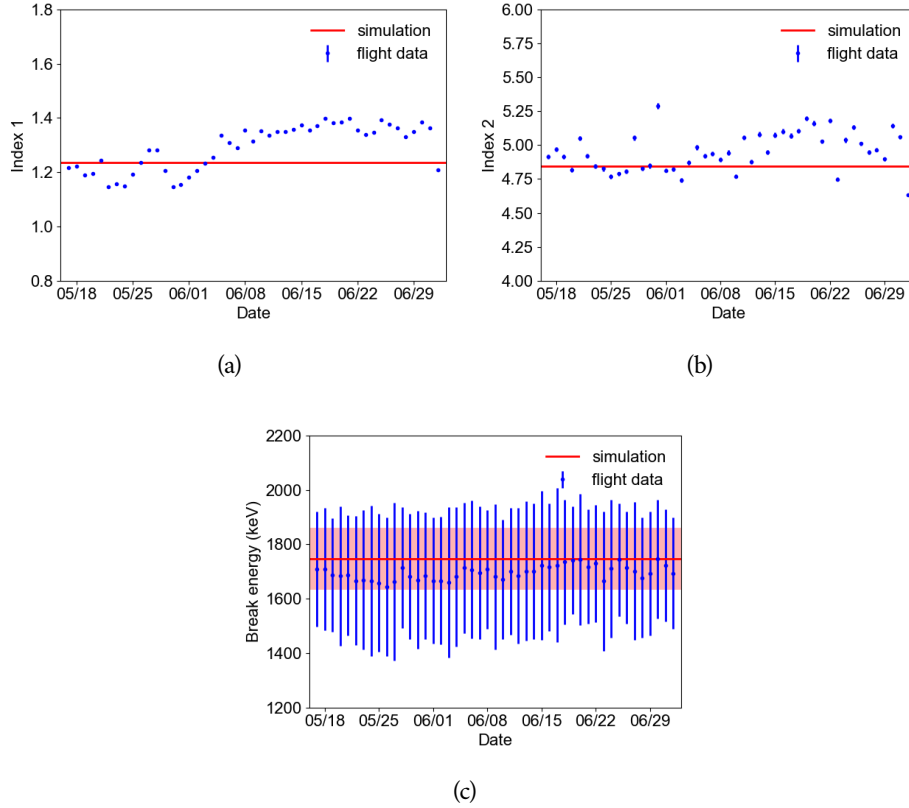 1.8
1.6
1.4
1.2
1.0
0.8
Index 1
simulation
flight data
05/18 05/25 06/01 06/08 06/15 06/22 06/29
Date
(a)
6.00
5.75
5.50
5.25
5.00
4.75
4.50
4.25
4.00
Index 2
simulation
flight data
05/18 05/25 06/01 06/08 06/15 06/22 06/29
Date
(b)
2200
2000
1800
1600
1400
1200
Break energy (keV)
simulation
flight data
05/18 05/25 06/01 06/08 06/15 06/22 06/29
Date
(c)